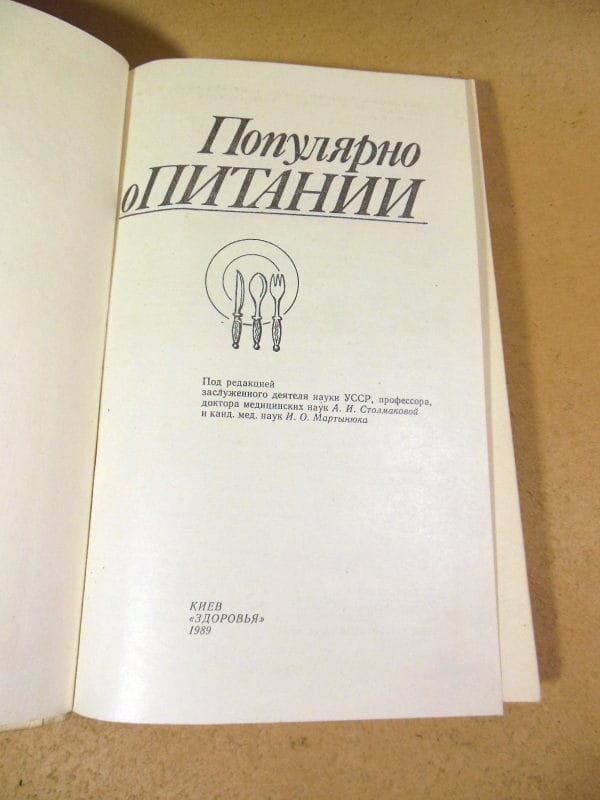 Популярно
о ПИТАНИИ
Под редакцией
заслуженного деятеля науки УССР, профессора,
доктора медицинских наук А. И. Столмаковой
и канд. мед. наук И. О. Мартынюка
КИЕВ
«ЗДОРОВЬЯ»
1989